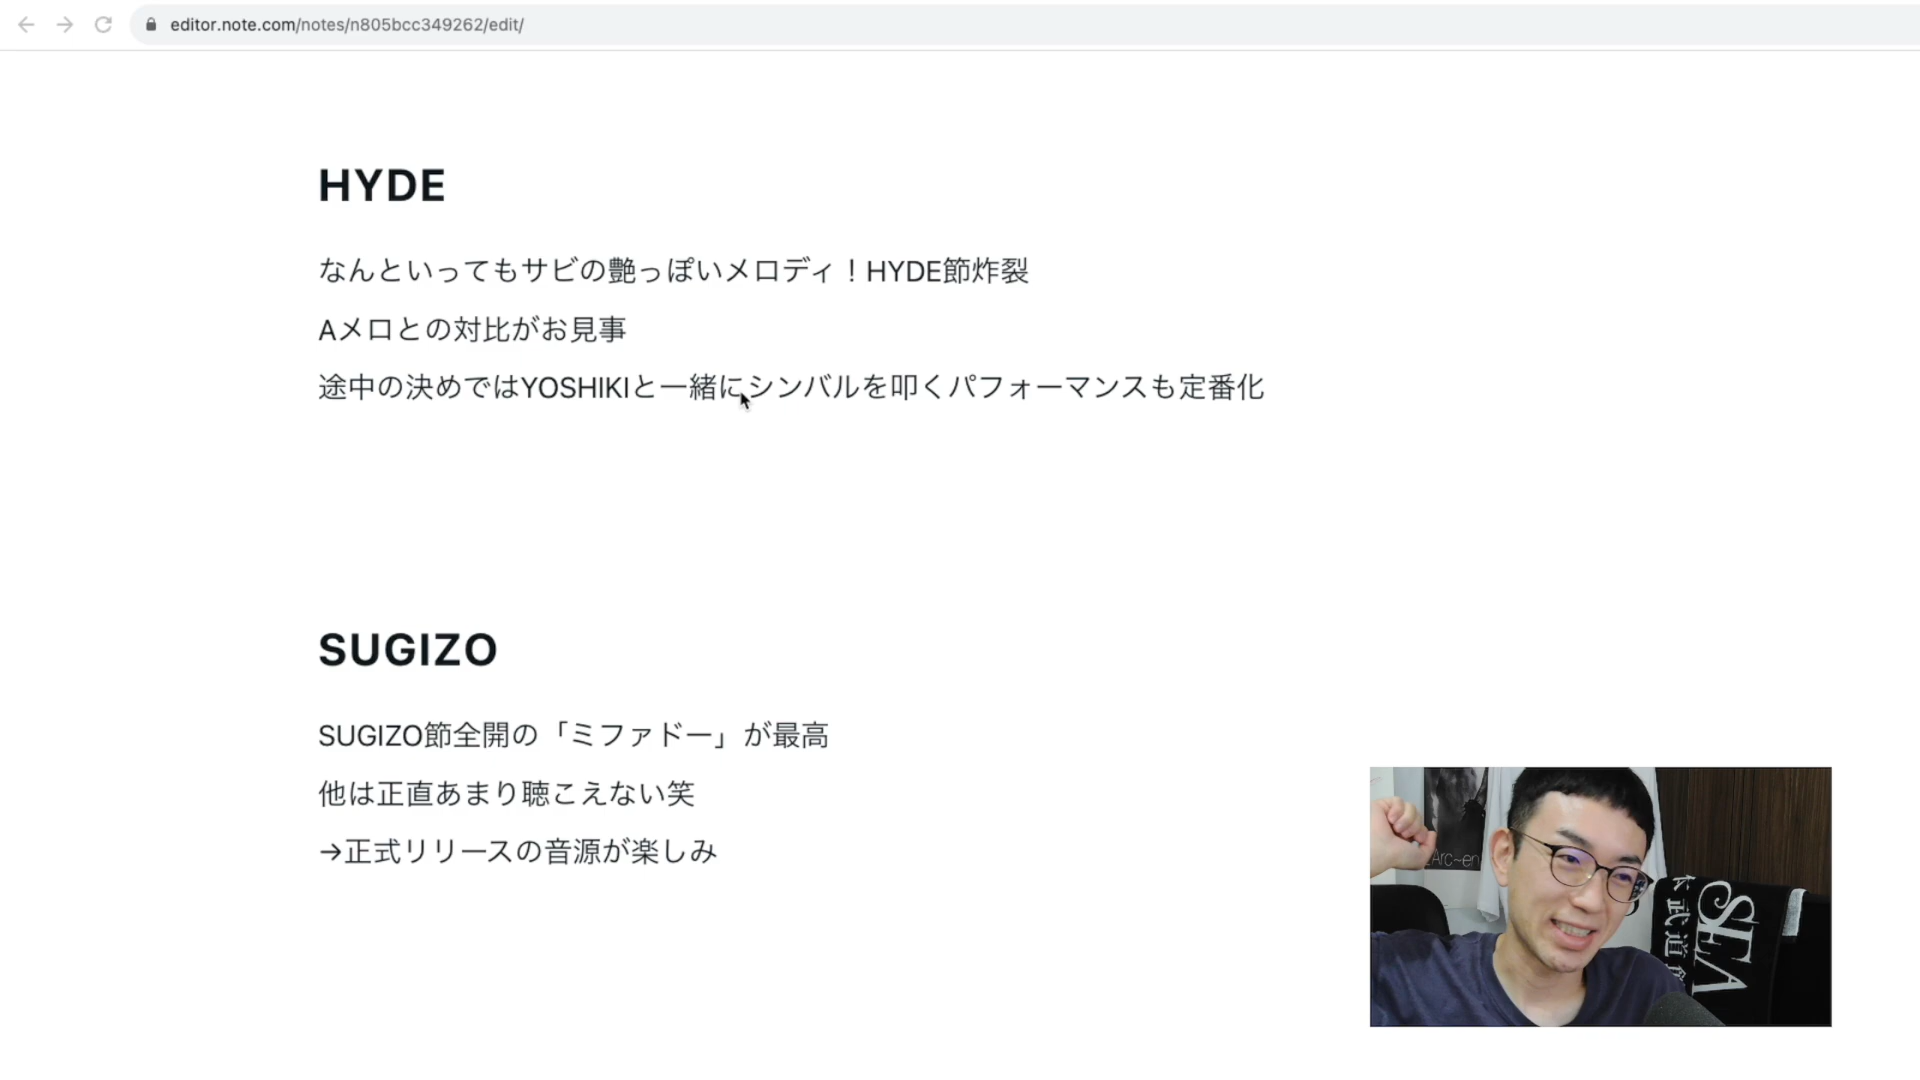 editor.note.com/notes/n805bcc349262/edit/
HYDE
なんといってもサビの艶っぽいメロディ！HYDE節炸裂
Aメロとの対比がお見事
途中の決めではYOSHIKIと一緒にシンバルを叩くパフォーマンスも定番化
SUGIZO
SUGIZO節全開の「ミファドー」が最高
他は正直あまり聴こえない笑
→正式リリースの音源が楽しみ
Arc~en
武道
SEA